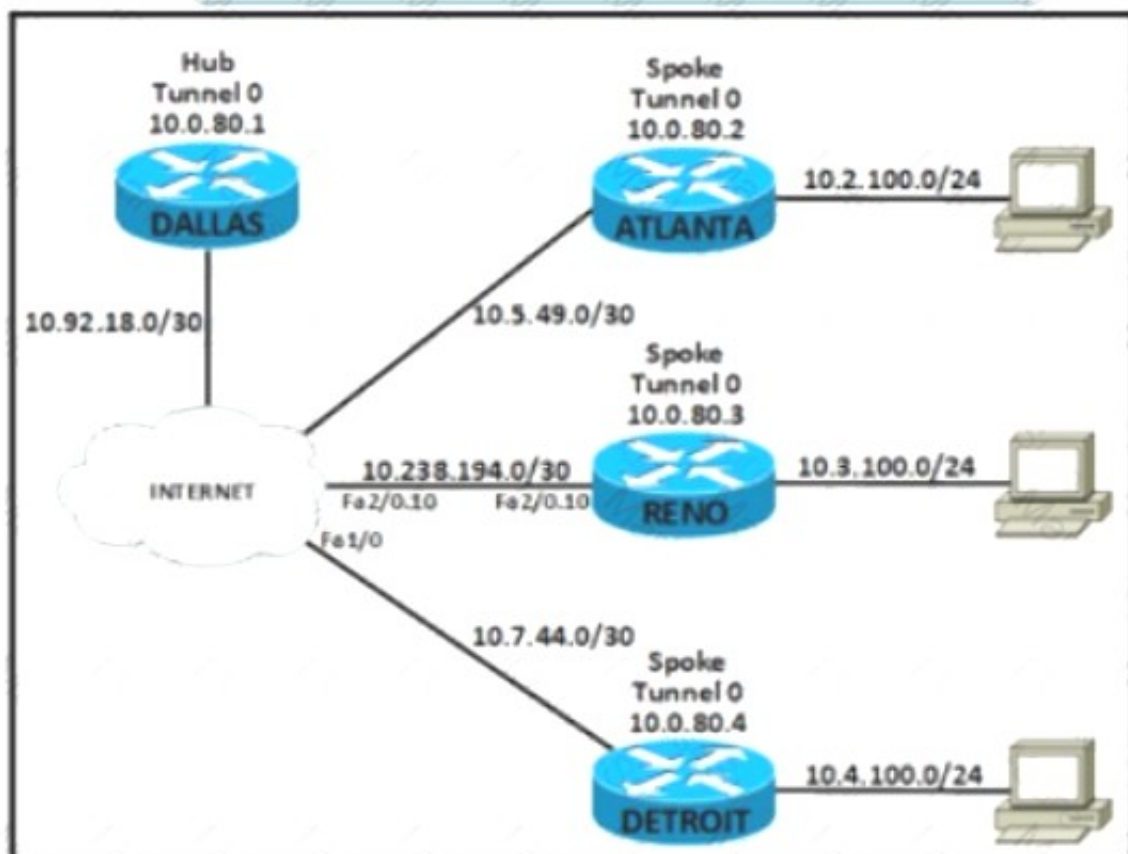 Hub
Tunnel 0
10.0.80.1
DALLAS
10.92.18.0/30
INTERNET
Spoke
Tunnel 0
10.0.80.2
ATLANTA
10.2.100.0/24
10.5.49.0/30
Spoke
Tunnel 0
10.0.80.3
RENO
10.3.100.0/24
10.238.194.0/30
Fa2/0.10
Fa2/0.10
Fa1/0
10.7.44.0/30
Spoke
Tunnel 0
10.0.80.4
DETROIT
10.4.100.0/24